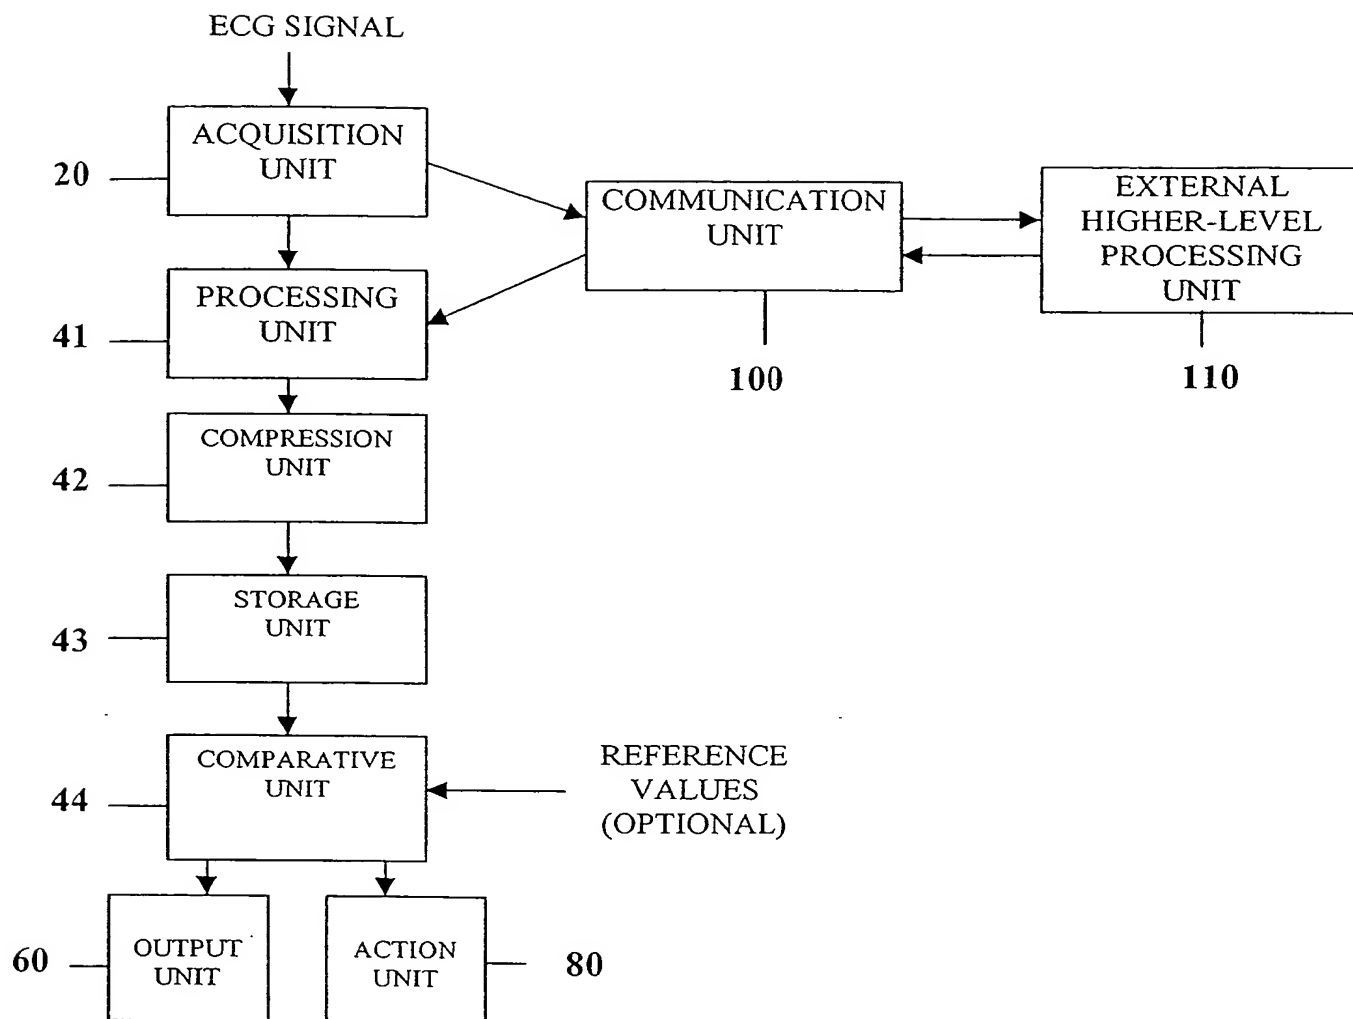 ECG SIGNAL
ACQUISITION
UNIT
20
COMMUNICATION
UNIT
100
EXTERNAL
HIGHER-LEVEL
PROCESSING
UNIT
110
PROCESSING
UNIT
41
COMPRESSION
UNIT
42
STORAGE
UNIT
43
COMPARATIVE
UNIT
44
REFERENCE
VALUES
(OPTIONAL)
OUTPUT
UNIT
60
ACTION
UNIT
80